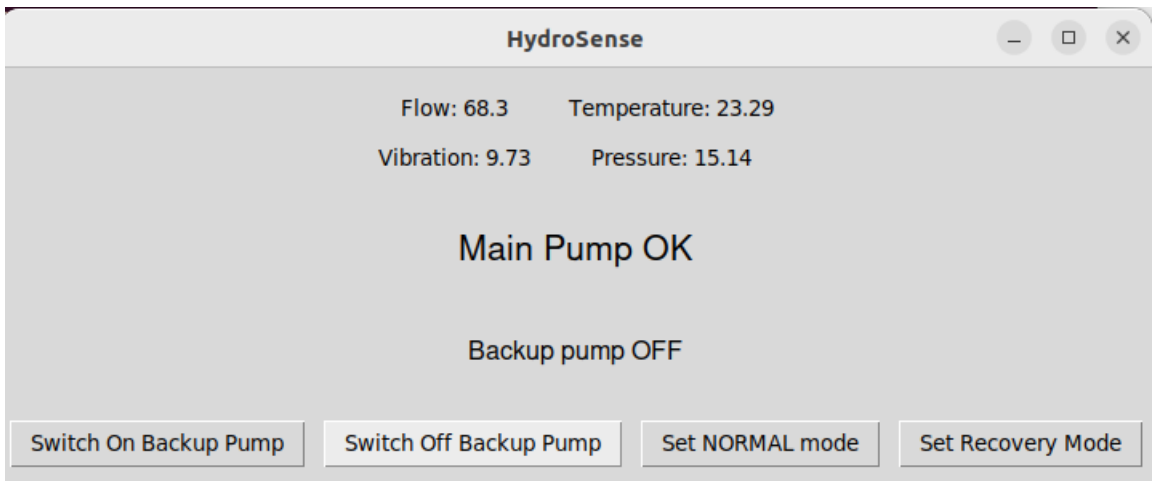 HydroSense
Flow: 68.3 Temperature: 23.29
Vibration: 9.73 Pressure: 15.14
Main Pump OK
Backup pump OFF
Switch On Backup Pump Switch Off Backup Pump Set NORMAL mode Set Recovery Mode